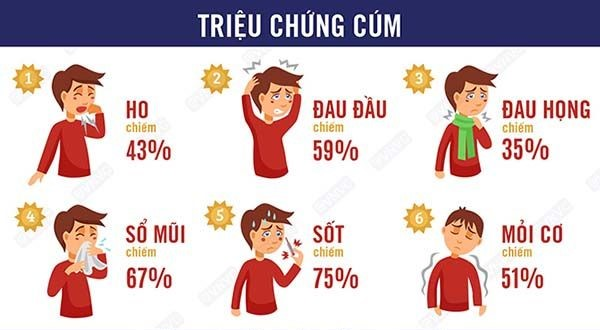 TRIỆU CHỨNG CÚM
1
HO
chiếm
43%
2
ĐAU ĐẦU
chiếm
59%
3
ĐAU HỌNG
chiếm
35%
4
SỔ MŨI
chiếm
67%
5
SỐT
chiếm
75%
6
MỎI CƠ
chiếm
51%